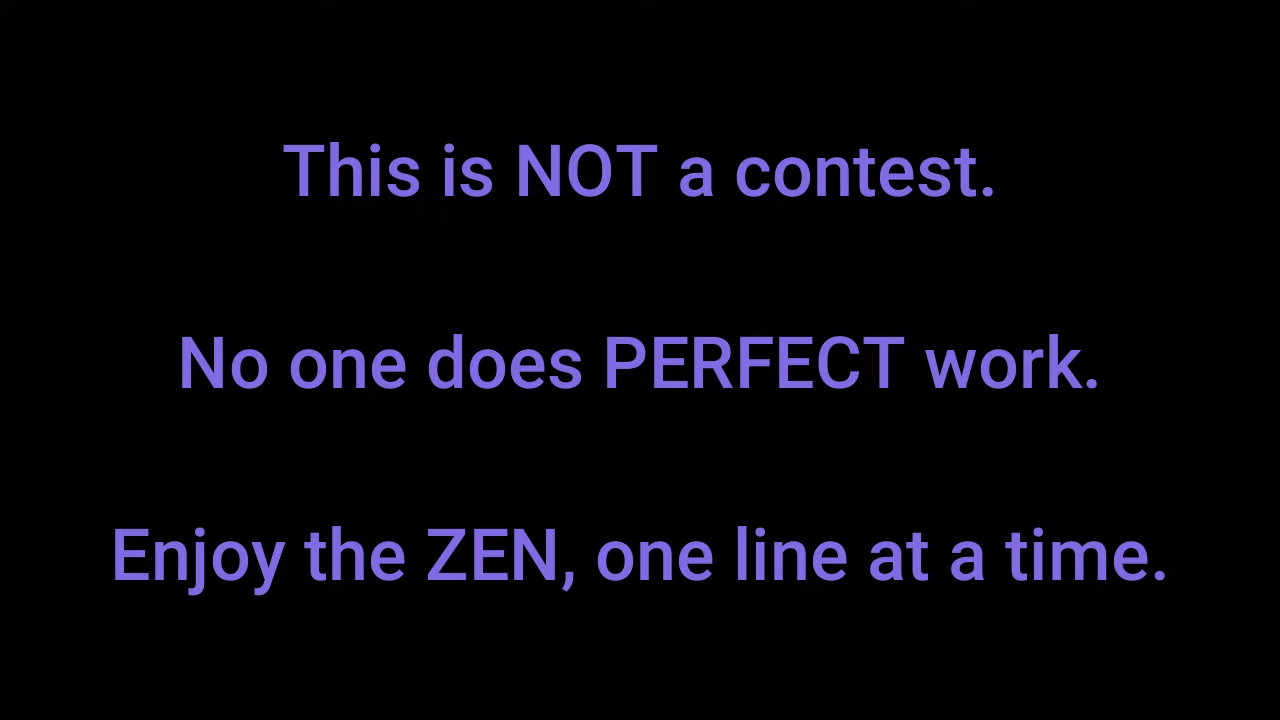 This is NOT a contest.
No one does PERFECT work.
Enjoy the ZEN, one line at a time.